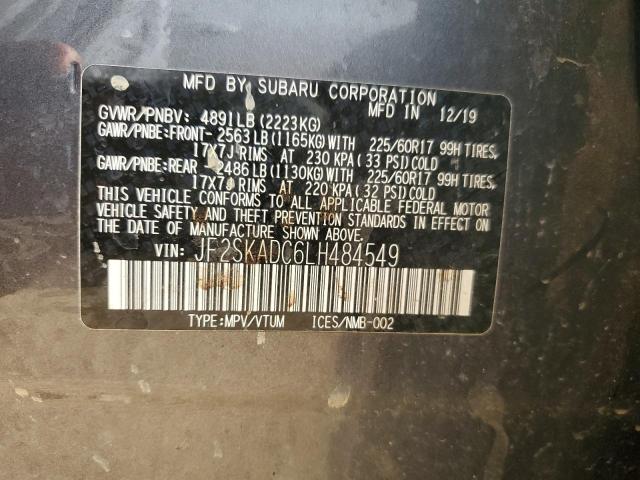 MFD BY SUBARU CORPORATION
MFD IN 12/19
GVWR/PNBV: 4891LB (2223KG)
GAWR/PNBE:FRONT- 2563LB(1165KG)WITH 225/60R17 99H TIRES,
17X7J RIMS AT 230 KPA (33 PSI)COLD
GAWR/PNBE:REAR - 2486LB(1130KG)WITH 225/60R17 99H TIRES,
17X7J RIMS AT 220 KPA (32 PSI)COLD
THIS VEHICLE CONFORMS TO ALL APPLICABLE FEDERAL MOTOR
VEHICLE SAFETY AND THEFT PREVENTION STANDARDS IN EFFECT ON
THE DATE OF MANUFACTURE SHOWN ABOVE.
VIN: JF2SKADC6LH484549
TYPE:MPV/VTUM ICES/NMB-002